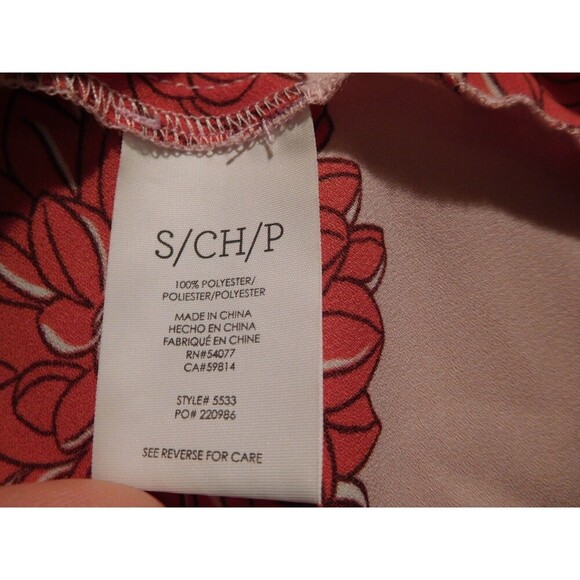 S/CH/P
100% POLYESTER/
POLIESTER/POLYESTER
MADE IN CHINA
HECHO EN CHINA
FABRIQUÉ EN CHINE
RN#54077
CA#59814
STYLE# 5533
PO# 220986
SEE REVERSE FOR CARE